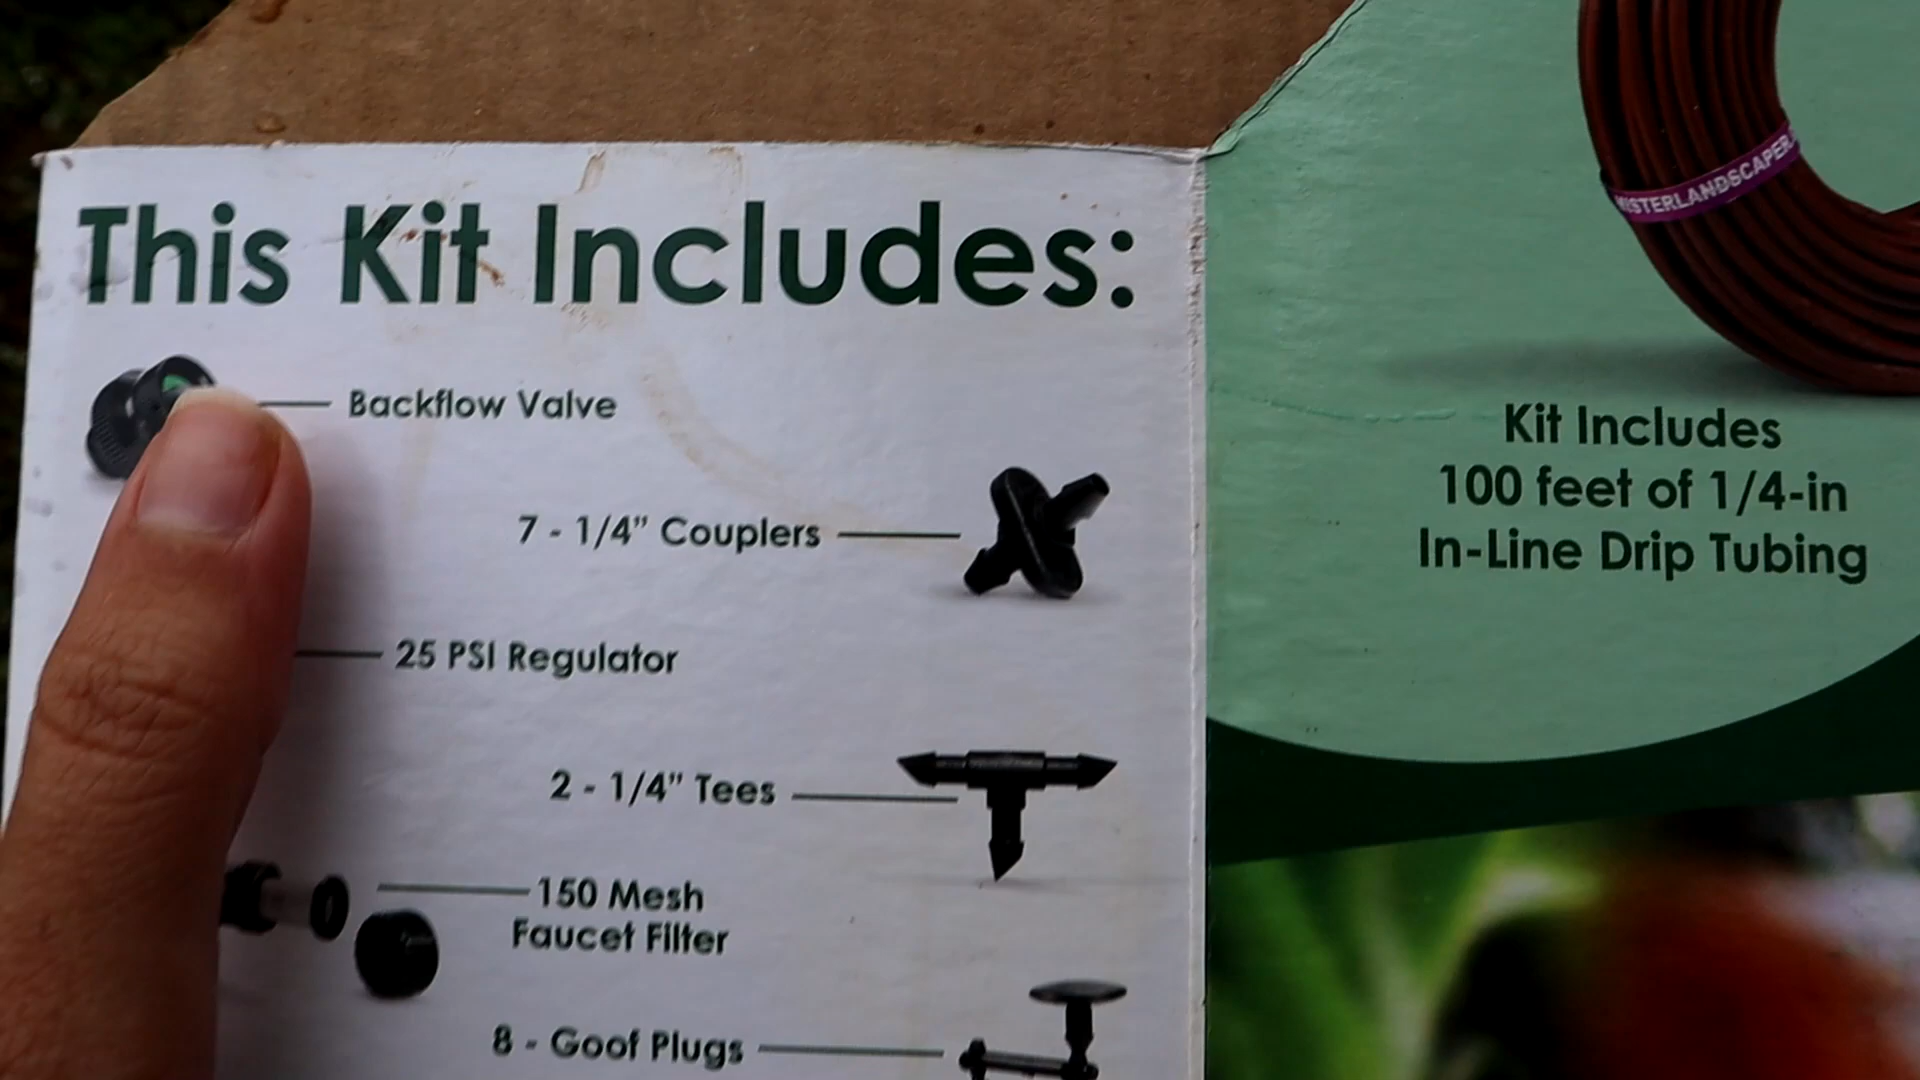 This Kit Includes:
Backflow Valve
7 - 1/4” Couplers
25 PSI Regulator
2 - 1/4” Tees
150 Mesh
Faucet Filter
8 - Goof Plugs
MISTERLANDSCAPER.
Kit Includes
100 feet of 1/4-in
In-Line Drip Tubing